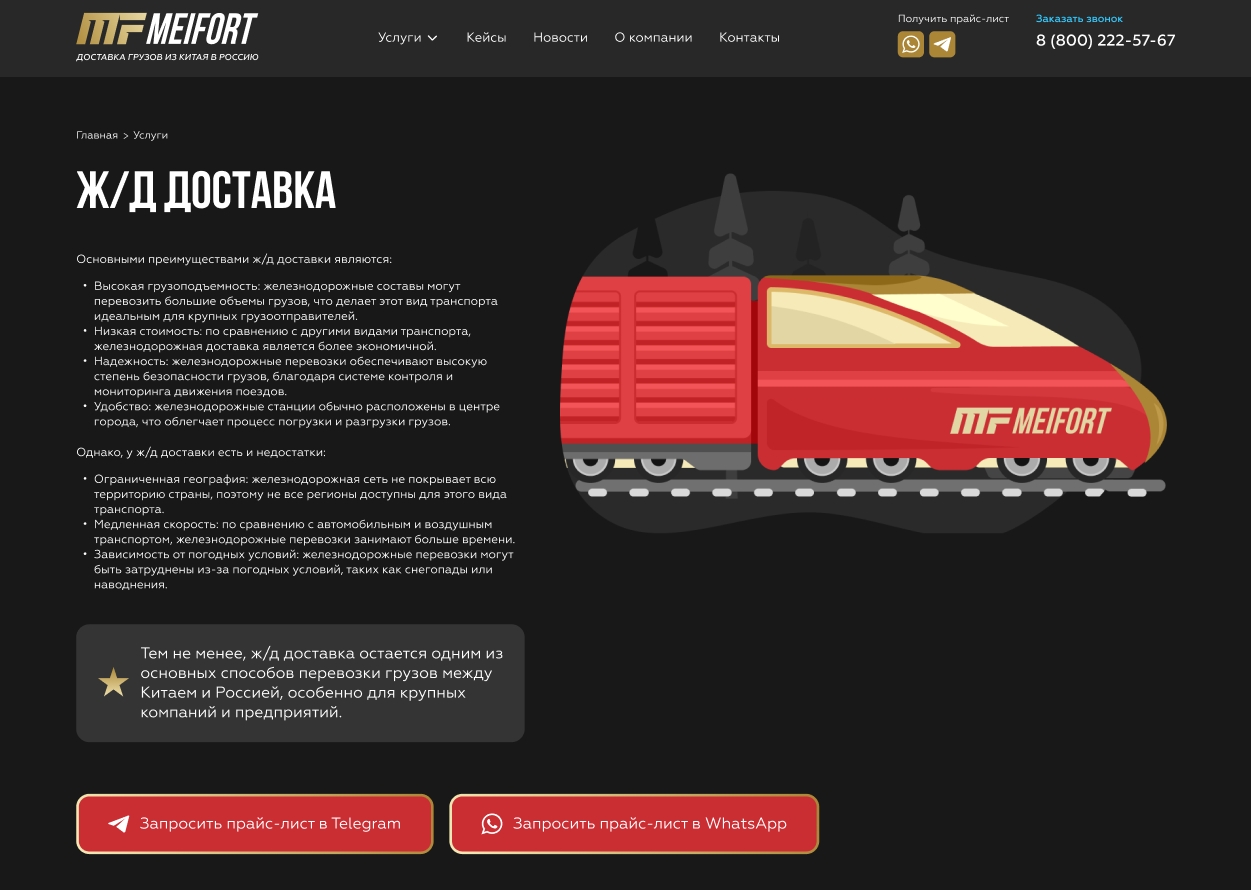 MF MEIFORT
ДОСТАВКА ГРУЗОВ ИЗ КИТАЯ В РОССИЮ
Услуги
Кейсы
Новости
О компании
Контакты
Получить прайс-лист
Заказать звонок
8 (800) 222-57-67
Главная > Услуги
Ж/Д ДОСТАВКА
Основными преимуществами ж/д доставки являются:
• Высокая грузоподъемность: железнодорожные составы могут
перевозить большие объемы грузов, что делает этот вид транспорта
идеальным для крупных грузоотправителей.
• Низкая стоимость: по сравнению с другими видами транспорта,
железнодорожная доставка является более экономичной.
• Надежность: железнодорожные перевозки обеспечивают высокую
степень безопасности грузов, благодаря системе контроля и
мониторинга движения поездов.
• Удобство: железнодорожные станции обычно расположены в центре
города, что облегчает процесс погрузки и разгрузки грузов.
Однако, у ж/д доставки есть и недостатки:
• Ограниченная география: железнодорожная сеть не покрывает всю
территорию страны, поэтому не все регионы доступны для этого вида
транспорта.
• Медленная скорость: по сравнению с автомобильным и воздушным
транспортом, железнодорожные перевозки занимают больше времени.
• Зависимость от погодных условий: железнодорожные перевозки могут
быть затруднены из-за погодных условий, таких как снегопады или
наводнения.
MF MEIFORT
Тем не менее, ж/д доставка остается одним из
основных способов перевозки грузов между
Китаем и Россией, особенно для крупных
компаний и предприятий.
Запросить прайс-лист в Telegram
Запросить прайс-лист в WhatsApp